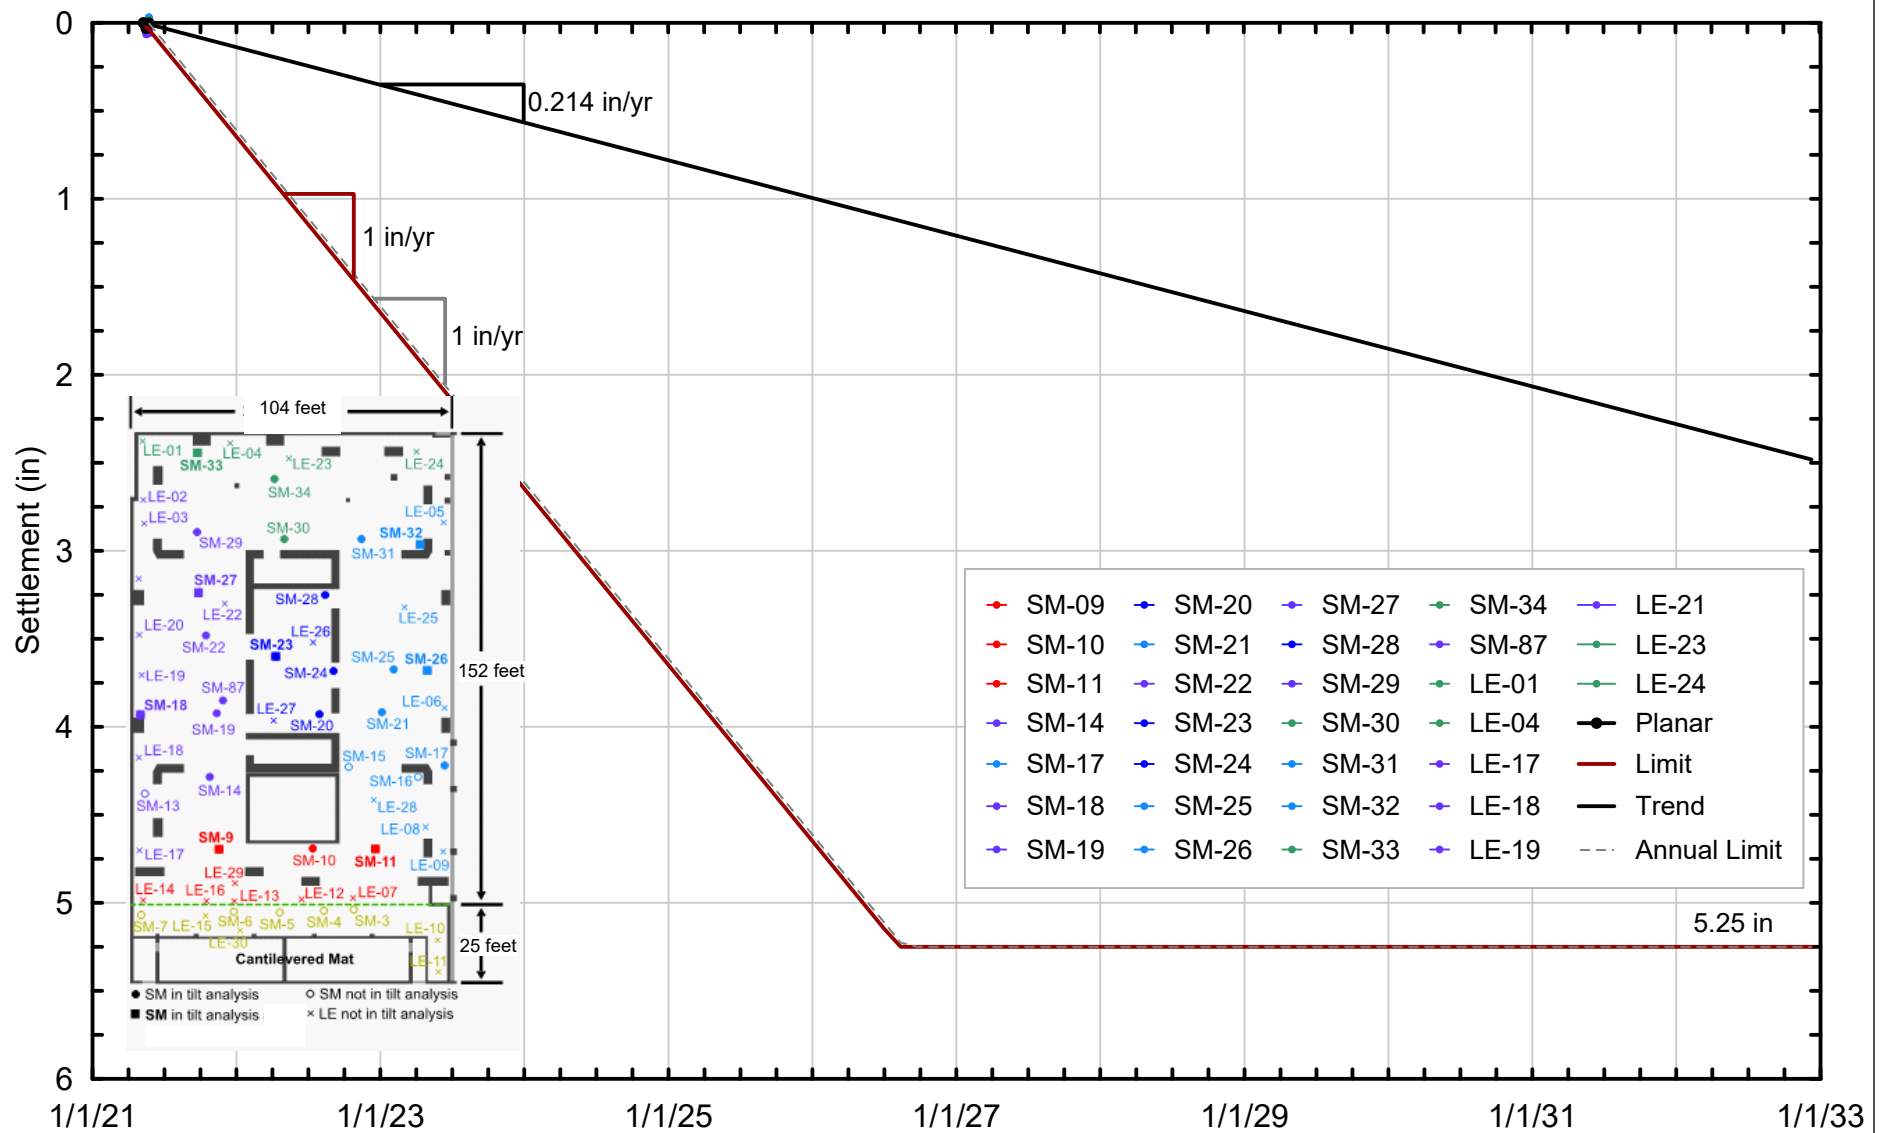 0
0.214 in/yr
1
1 in/yr
1 in/yr
2
104 feet
LE-01
LE-04
SM-33
LE-23
LE-24
SM-34
LE-02
LE-05
LE-03
SM-30
SM-32
SM-29
SM-31
3
SM-27
SM-28
LE-22
LE-25
LE-20
LE-26
SM-22
SM-23
SM-25
SM-26
LE-19
SM-24
152 feet
SM-87
SM-18
LE-27
LE-06
SM-19
SM-20
SM-21
4
LE-18
SM-15
SM-17
SM-14
SM-16
SM-13
LE-28
LE-08
SM-9
LE-17
SM-10
SM-11
LE-09
LE-29
LE-14
LE-16
LE-13
LE-12
LE-07
5
SM-7
LE-15
SM-6
SM-5
SM-4
SM-3
LE-10
LE-30
25 feet
Cantilevered Mat
LE-11
SM in tilt analysis
SM not in tilt analysis
SM in tilt analysis
LE not in tilt analysis
Settlement (in)
SM-09 SM-20 SM-27 SM-34 LE-21
SM-10 SM-21 SM-28 SM-87 LE-23
SM-11 SM-22 SM-29 LE-01 LE-24
SM-14 SM-23 SM-30 LE-04 Planar
SM-17 SM-24 SM-31 LE-17 Limit
SM-18 SM-25 SM-32 LE-18 Trend
SM-19 SM-26 SM-33 LE-19 Annual Limit
5.25 in
6
1/1/21 1/1/23 1/1/25 1/1/27 1/1/29 1/1/31 1/1/33